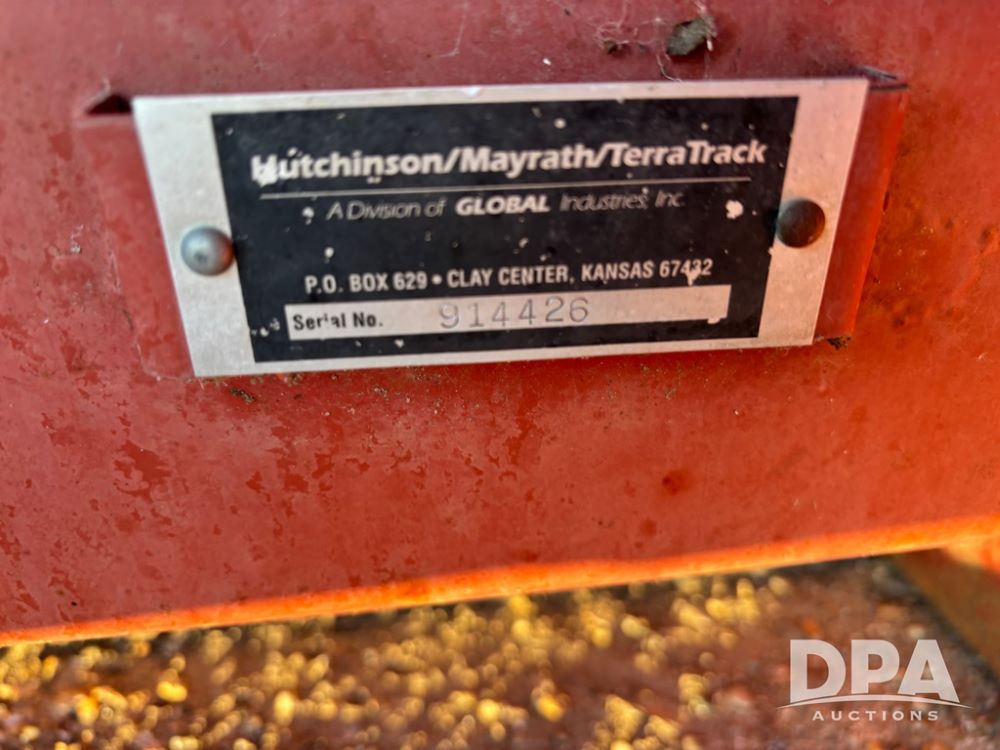 Hutchinson/Mayrath/TerraTrack
A Division of GLOBAL Industries, Inc.
P.O. BOX 629 • CLAY CENTER, KANSAS 67432
Serial No. 914426
DPA
AUCTIONS